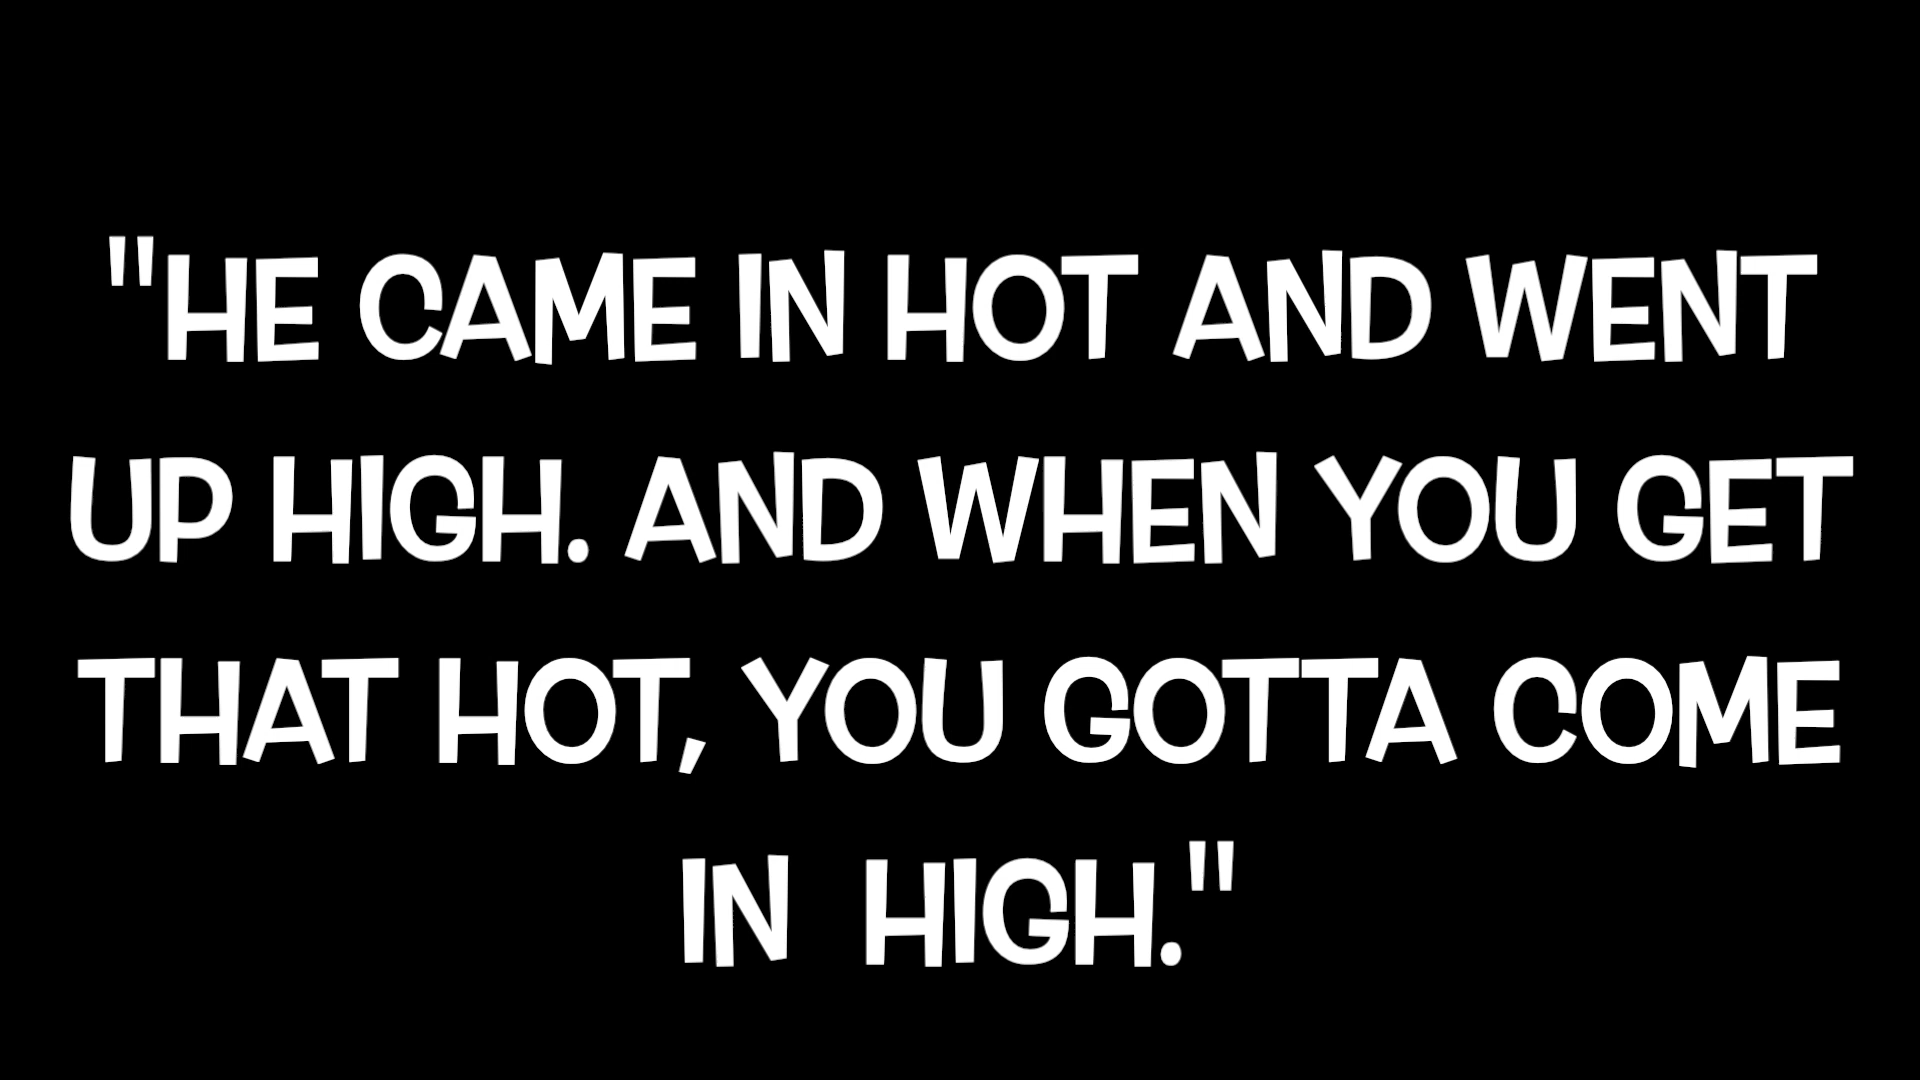 "HE CAME IN HOT AND WENT
UP HIGH. AND WHEN YOU GET
THAT HOT, YOU GOTTA COME
IN HIGH."